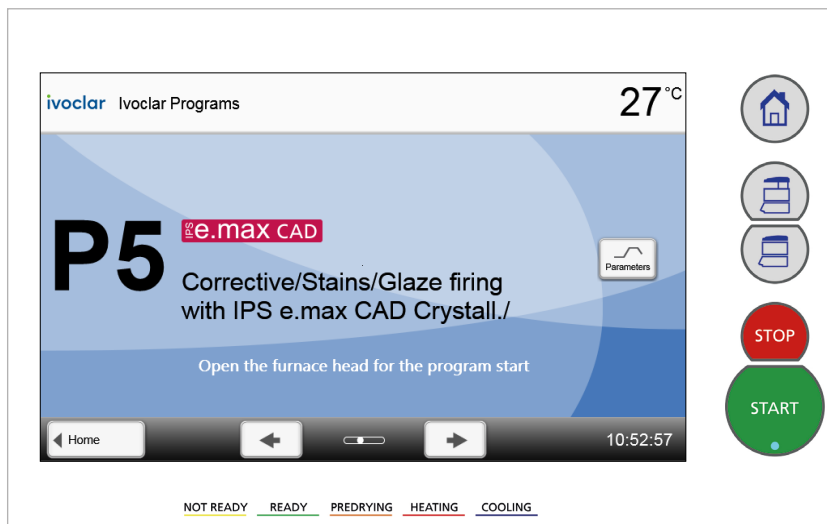 ivoclar Ivoclar Programs 27°C
P5
IPS e.max CAD
Corrective/Stains/Glaze firing
with IPS e.max CAD Crystall./
Parameters
Open the furnace head for the program start
Home
10:52:57
STOP
START
NOT READY READY PREDRYING HEATING COOLING